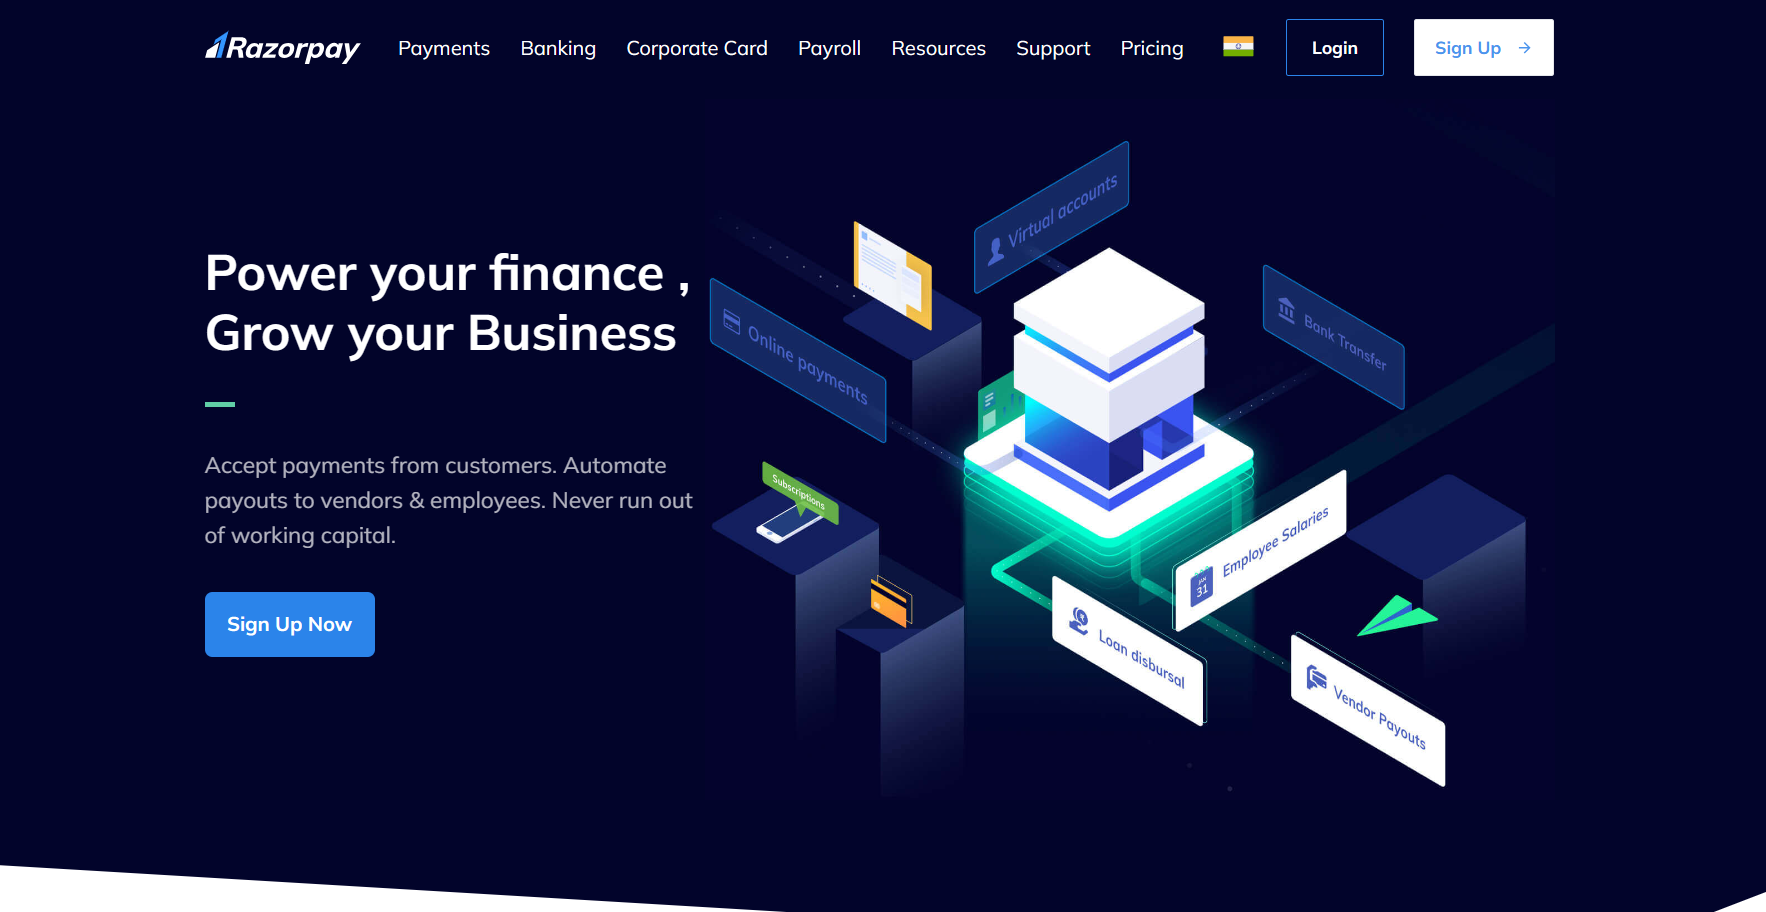 Razorpay
Payments
Banking
Corporate Card
Payroll
Resources
Support
Pricing
Login
Sign Up
Power your finance ,
Grow your Business
Accept payments from customers. Automate
payouts to vendors & employees. Never run out
of working capital.
Sign Up Now
Virtual accounts
Online payments
Bank Transfer
Subscriptions
Employee Salaries
JAN
31
Loan disbursal
Vendor Payouts